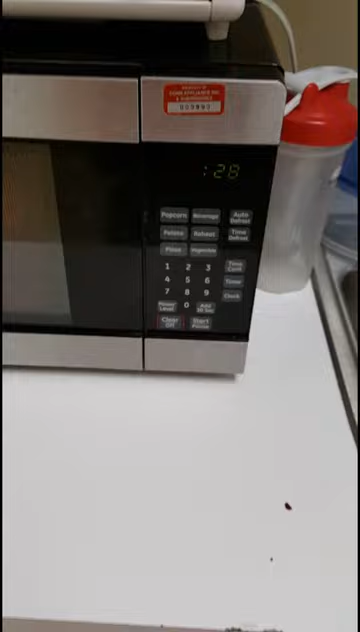 :28
Popcorn Beverage Auto Defrost
Potato Reheat Time Defrost
Pizza Vegetable
1 2 3 Time Cook
4 5 6 Timer
7 8 9 Clock
Power Level 0 Add 30 Sec
Clear Off Start Pause